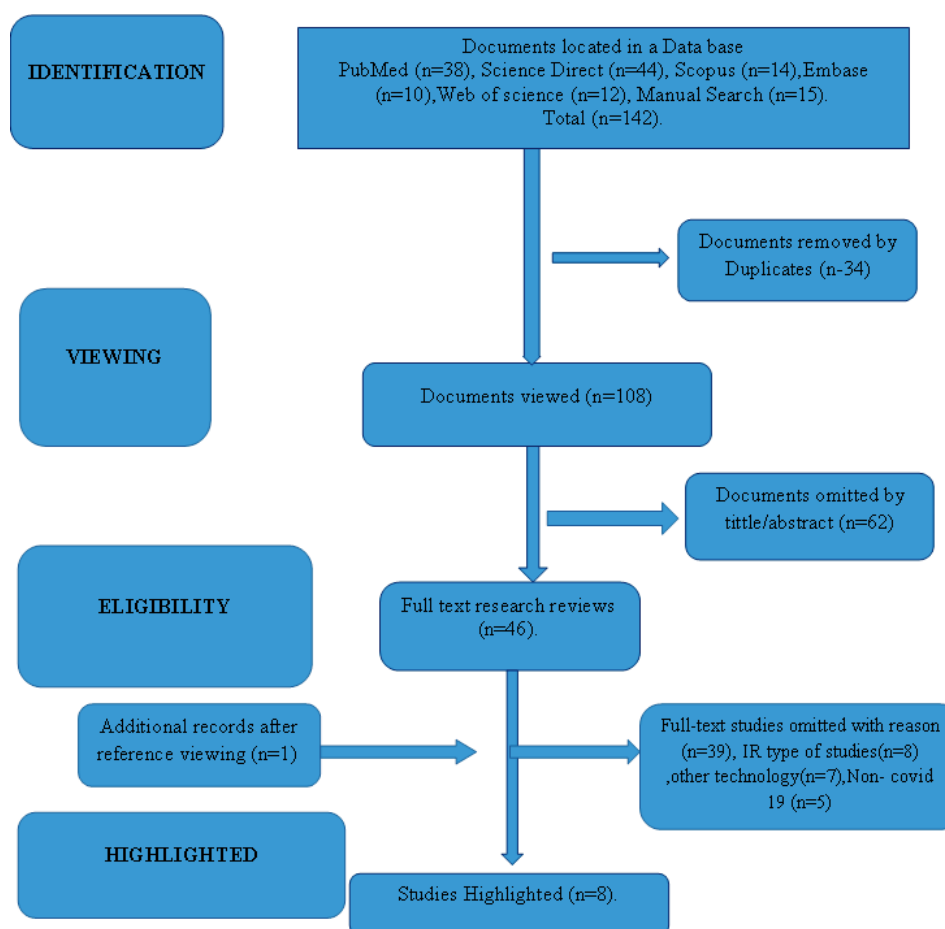 IDENTIFICATION
Documents located in a Data base
PubMed (n=38), Science Direct (n=44), Scopus (n=14),Embase
(n=10),Web of science (n=12), Manual Search (n=15).
Total (n=142).
Documents removed by
Duplicates (n-34)
VIEWING
Documents viewed (n=108)
Documents omitted by
tittle/abstract (n=62)
ELIGIBILITY
Full text research reviews
(n=46).
Additional records after
reference viewing (n=1)
Full-text studies omitted with reason
(n=39), IR type of studies(n=8)
,other technology(n=7),Non- covid
19 (n=5)
HIGHLIGHTED
Studies Highlighted (n=8).